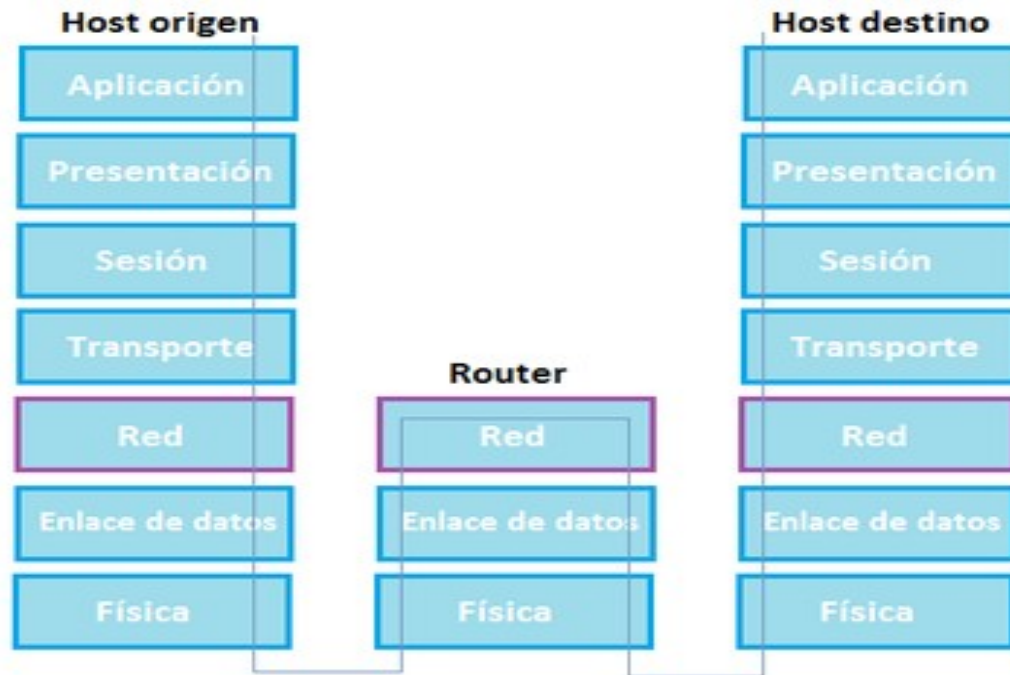 Host origen
Aplicación
Presentación
Sesión
Transporte
Red
Enlace de datos
Física
Router
Red
Enlace de datos
Física
Host destino
Aplicación
Presentación
Sesión
Transporte
Red
Enlace de datos
Física